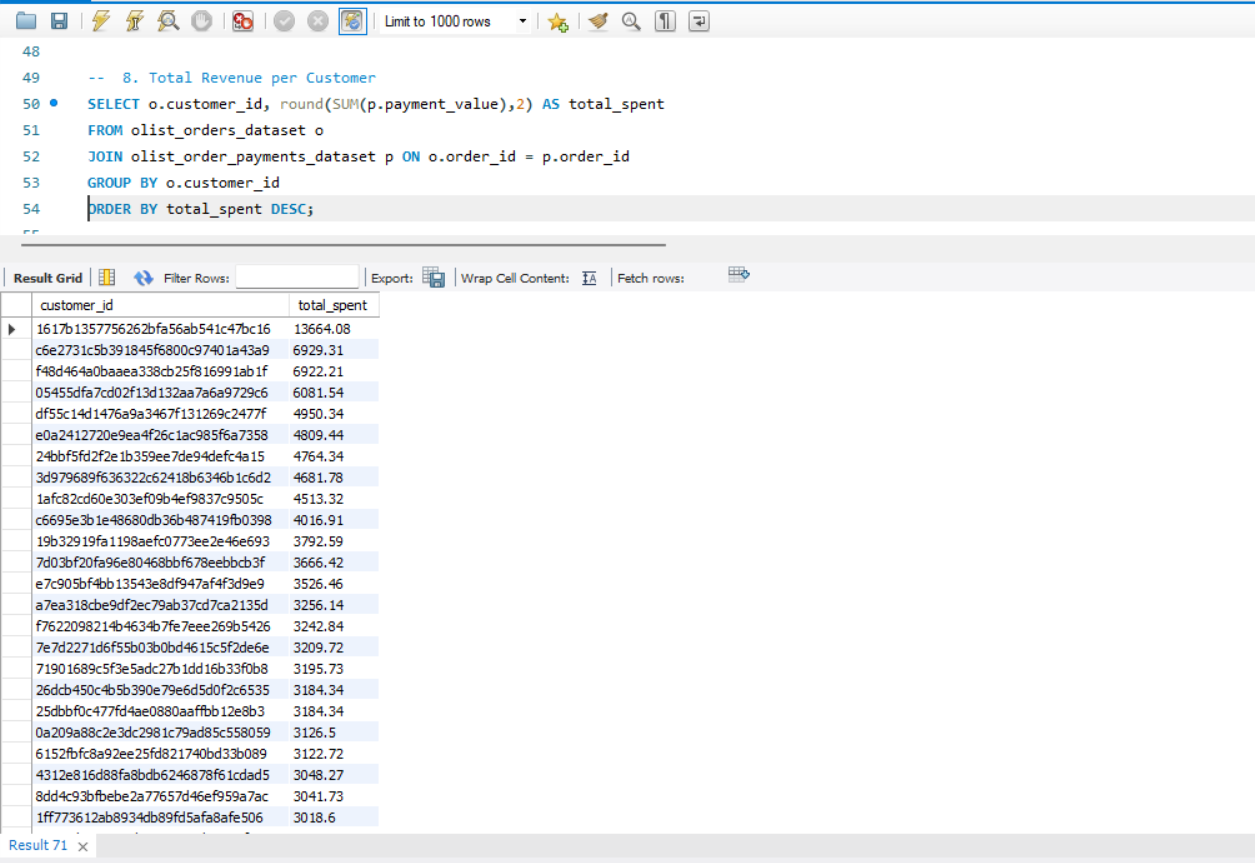 Limit to 1000 rows
48
49 -- 8. Total Revenue per Customer
50 SELECT o.customer_id, round(SUM(p.payment_value),2) AS total_spent
51 FROM olist_orders_dataset o
52 JOIN olist_order_payments_dataset p ON o.order_id = p.order_id
53 GROUP BY o.customer_id
54 ORDER BY total_spent DESC;
55
Result Grid Filter Rows: Export: Wrap Cell Content: Fetch rows:
customer_id total_spent
1617b1357756262bfa56ab541c47bc16 13664.08
c6e2731c5b391845f6800c97401a43a9 6929.31
f48d464a0baaea338cb25f816991ab1f 6922.21
05455dfa7cd02f13d132aa7a6a9729c6 6081.54
df55c14d1476a9a3467f131269c2477f 4950.34
e0a2412720e9ea4f26c1ac985f6a7358 4809.44
24bbf5fd2f2e1b359ee7de94defc4a15 4764.34
3d979689f636322c62418b6346b1c6d2 4681.78
1afc82cd60e303ef09b4ef9837c9505c 4513.32
c6695e3b1e48680db36b487419fb0398 4016.91
19b32919fa1198aefc0773ee2e46e693 3792.59
7d03bf20fa96e80468bbf678eebbcb3f 3666.42
e7c905bf4bb13543e8df947af4f3d9e9 3526.46
a7ea318cbe9df2ec79ab37cd7ca2135d 3256.14
f7622098214b4634b7fe7eee269b5426 3242.84
7e7d2271d6f55b03b0bd4615c5f2de6e 3209.72
71901689c5f3e5adc27b1dd16b33f0b8 3195.73
26dcb450c4b5b390e79e6d5d0f2c6535 3184.34
25dbbf0c477fd4ae0880aaffbb12e8b3 3184.34
0a209a88c2e3dc2981c79ad85c558059 3126.5
6152fbfc8a92ee25fd821740bd33b089 3122.72
4312e816d88fa8bdb6246878f61cdad5 3048.27
8dd4c93bfbebe2a77657d46ef959a7ac 3041.73
1ff773612ab8934db89fd5afa8afe506 3018.6
Result 71